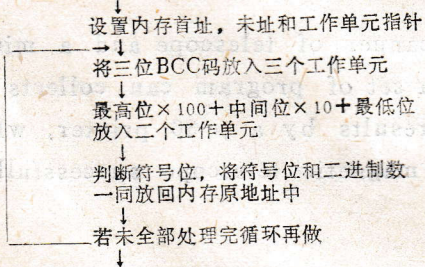 设置内存首址，未址和工作单元指针
将三位BCC码放入三个工作单元
最高位×100＋中间位×10＋最低位
放入二个工作单元
判断符号位，将符号位和二进制数
一同放回内存原地址中
若未全部处理完循环再做